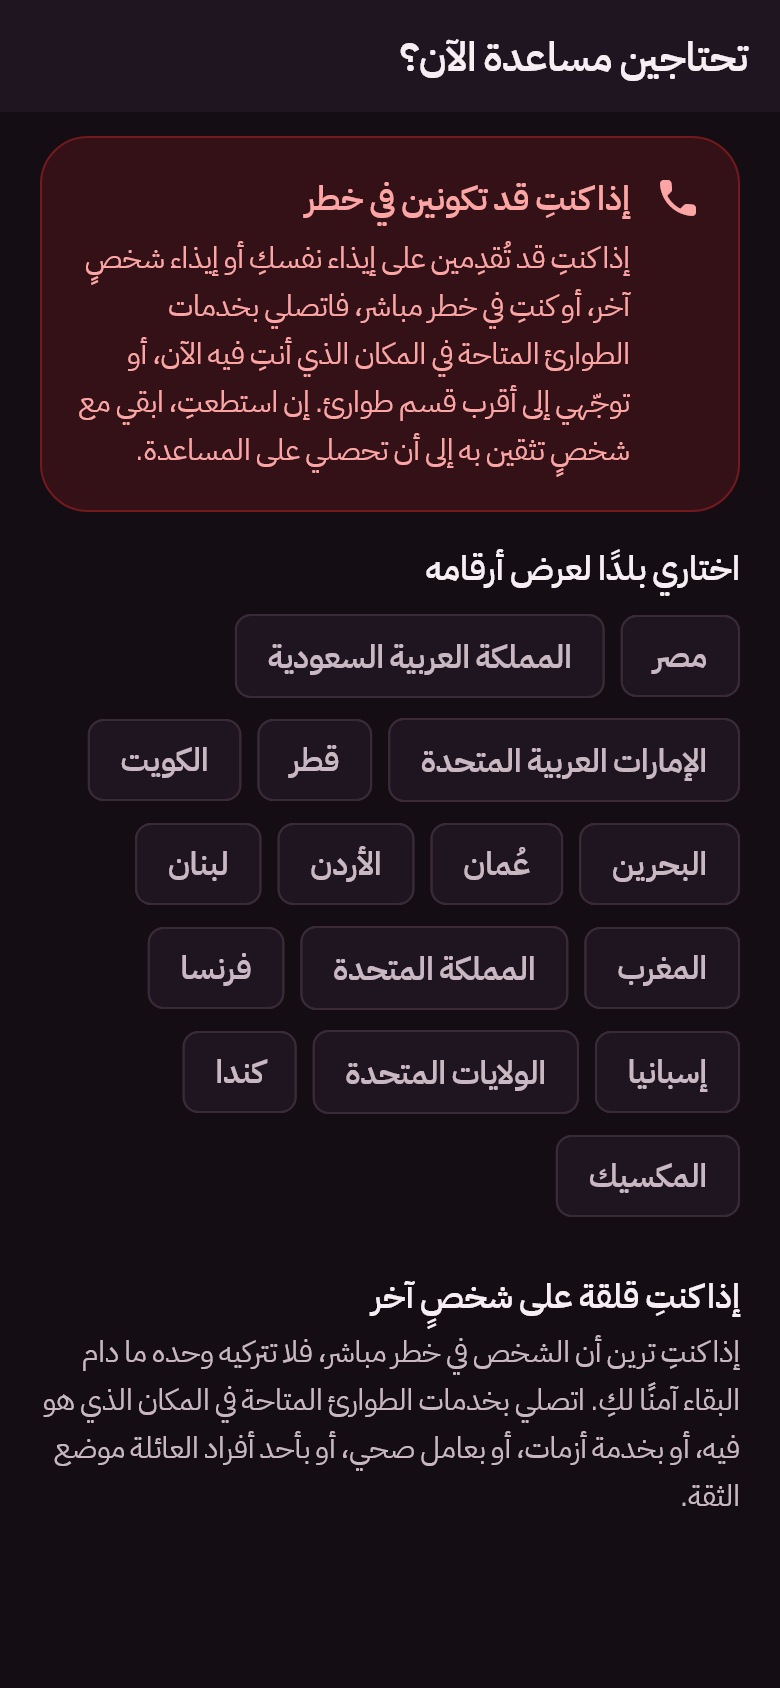 تحتاجين مساعدة الآن؟
إذا كنتِ قد تكونين في خطر
إذا كنتِ قد تُقدِمين على إيذاء نفسكِ أو إيذاء شخصٍ
آخر، أو كنتِ في خطر مباشر، فاتصلي بخدمات
الطوارئ المتاحة في المكان الذي أنتِ فيه الآن، أو
توجّهي إلى أقرب قسم طوارئ. إن استطعتِ، ابقي مع
شخصٍ تثقين به إلى أن تحصلي على المساعدة.
اختاري بلدًا لعرض أرقامه
مصر
المملكة العربية السعودية
الإمارات العربية المتحدة
قطر
الكويت
البحرين
عُمان
الأردن
لبنان
المغرب
المملكة المتحدة
فرنسا
إسبانيا
الولايات المتحدة
كندا
المكسيك
إذا كنتِ قلقة على شخصٍ آخر
إذا كنتِ ترين أن الشخص في خطر مباشر، فلا تتركيه وحده ما دام
البقاء آمنًا لكِ. اتصلي بخدمات الطوارئ المتاحة في المكان الذي هو
فيه، أو بخدمة أزمات، أو بعامل صحي، أو بأحد أفراد العائلة موضع
الثقة.